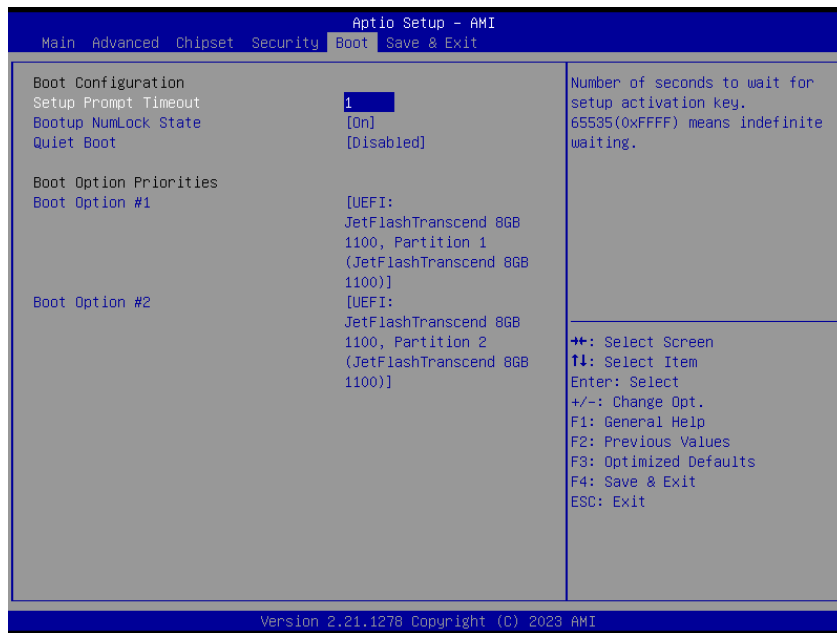 Aptio Setup – AMI
Main Advanced Chipset Security Boot Save & Exit
Boot Configuration
Setup Prompt Timeout 1
Bootup NumLock State [On]
Quiet Boot [Disabled]
Boot Option Priorities
Boot Option #1 [UEFI:
JetFlashTranscend 8GB
1100, Partition 1
(JetFlashTranscend 8GB
1100)]
Boot Option #2 [UEFI:
JetFlashTranscend 8GB
1100, Partition 2
(JetFlashTranscend 8GB
1100)]
Number of seconds to wait for
setup activation key.
65535(0xFFFF) means indefinite
waiting.
→←: Select Screen
↑↓: Select Item
Enter: Select
+/-: Change Opt.
F1: General Help
F2: Previous Values
F3: Optimized Defaults
F4: Save & Exit
ESC: Exit
Version 2.21.1278 Copyright (C) 2023 AMI